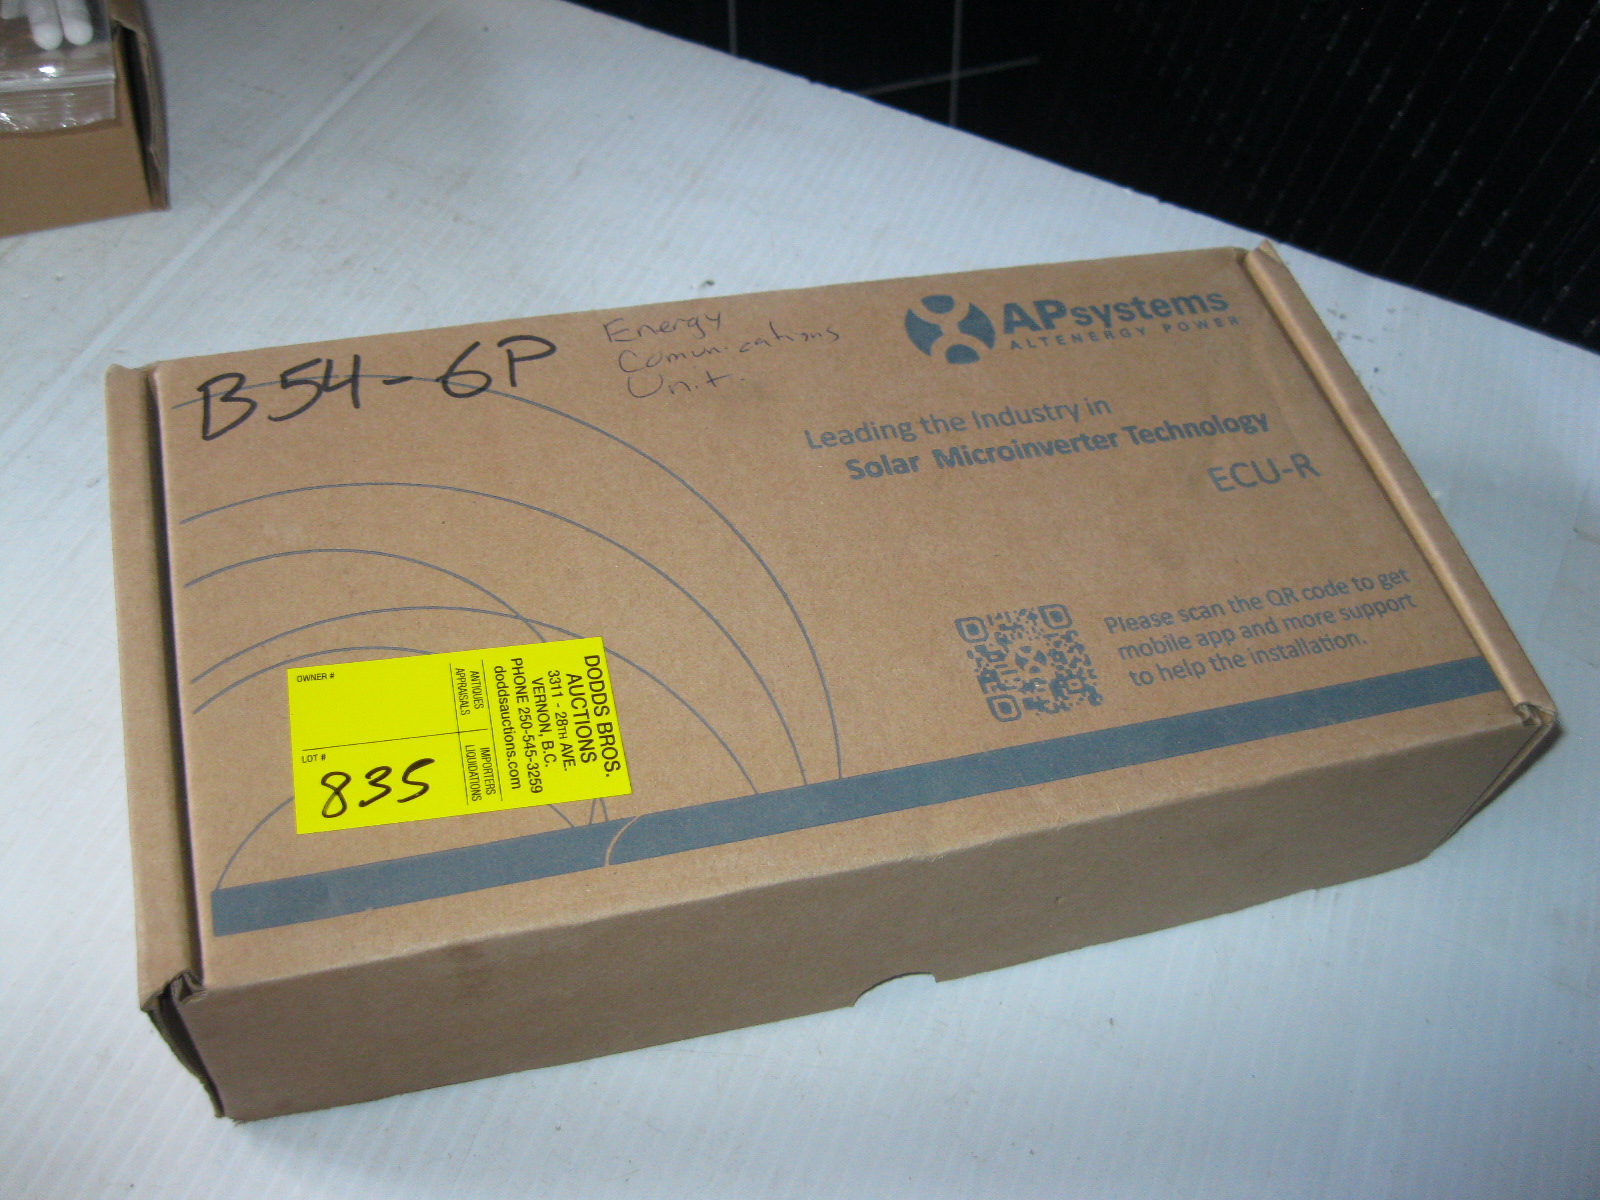 B54-6P
Energy
Comunications
Unit.
APsystems
ALTENERGY POWER
Leading the Industry in
Solar Microinverter Technology
ECU-R
Please scan the QR code to get
mobile app and more support
to help the installation.
DODDS BROS.
AUCTIONS
3311 - 28TH AVE.
VERNON, B.C.
PHONE 250-545-3259
doddsauctions.com
ANTIQUES
APPRAISALS
IMPORTERS
LIQUIDATIONS
OWNER #
LOT #
835